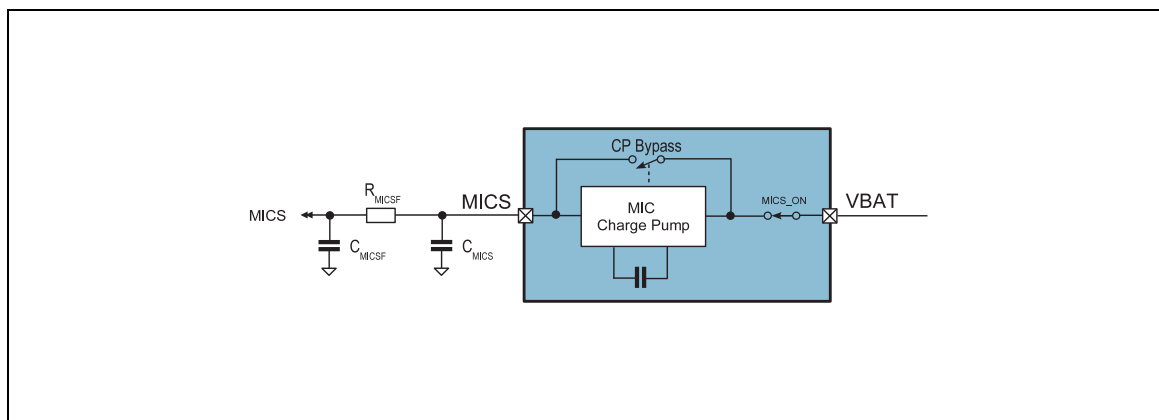 CP Bypass
R_MICSF
MICS
MICS
MIC
Charge Pump
MICS_ON
VBAT
C_MICSF
C_MICS